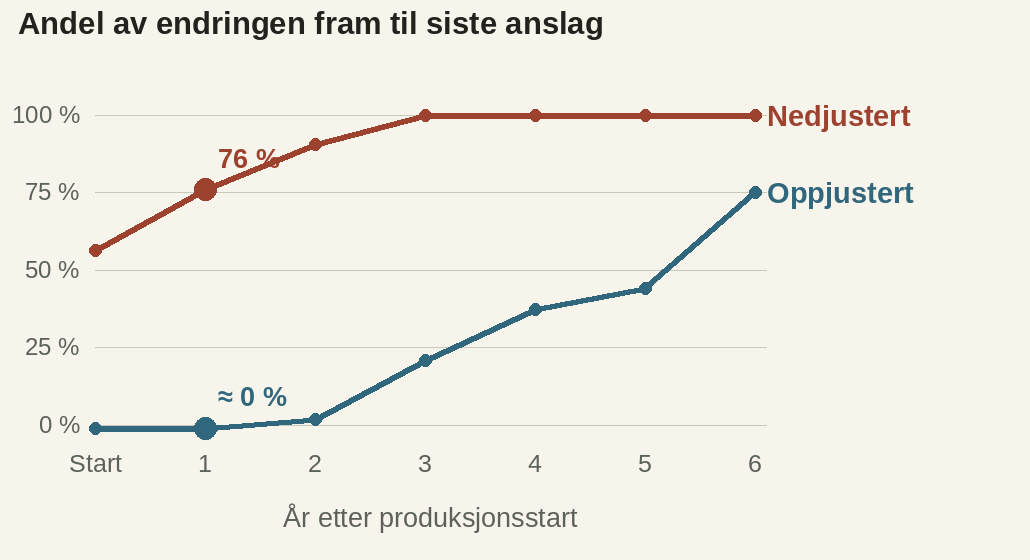 Andel av endringen fram til siste anslag
100 %
Nedjustert
76 %
75 %
Oppjustert
50 %
25 %
≈ 0 %
0 %
Start 1 2 3 4 5 6
År etter produksjonsstart